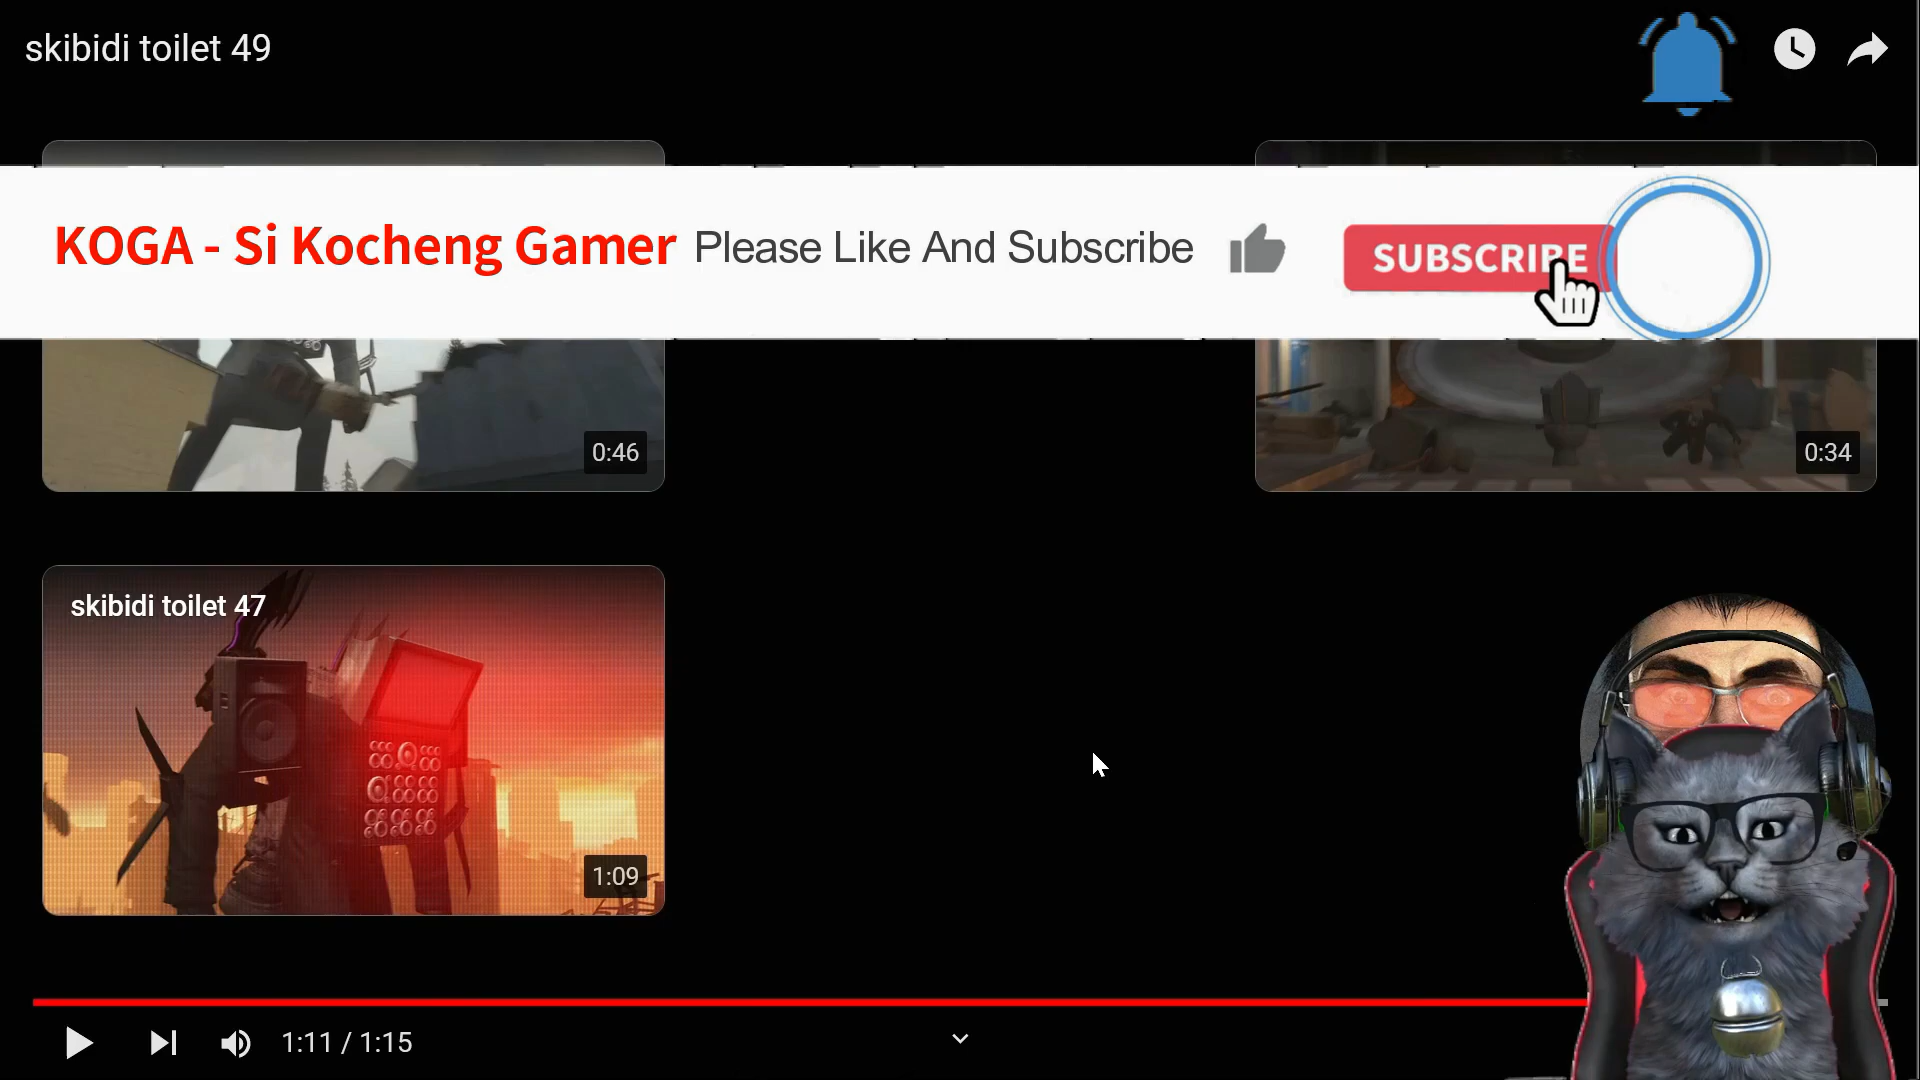 skibidi toilet 49
KOGA - Si Kocheng Gamer Please Like And Subscribe SUBSCRIBE
0:46
0:34
skibidi toilet 47
1:09
1:11 / 1:15